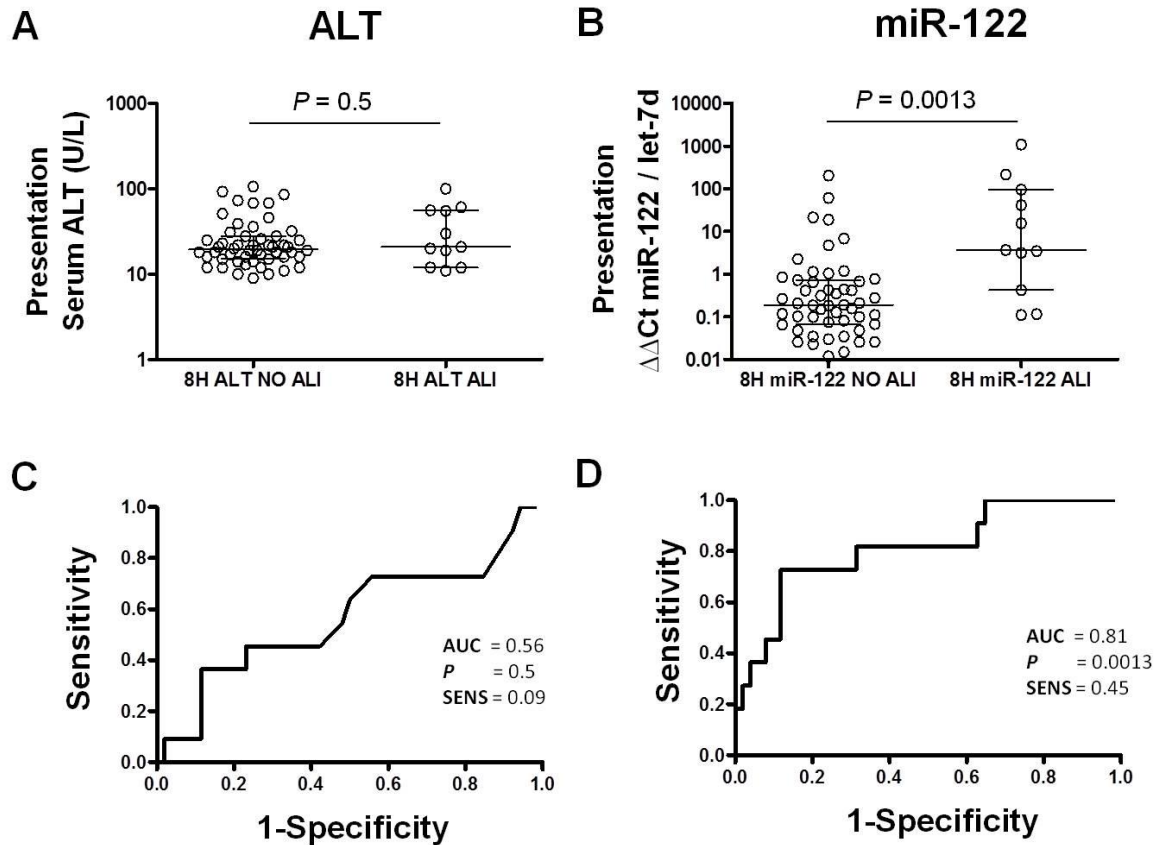 A
ALT
Presentation
Serum ALT (U/L)
1000
100
10
1
P = 0.5
8H ALT NO ALI
8H ALT ALI
B
miR-122
Presentation
ΔΔCt miR-122 / let-7d
10000
1000
100
10
1
0.1
0.01
P = 0.0013
8H miR-122 NO ALI
8H miR-122 ALI
C
Sensitivity
1.0
0.8
0.6
0.4
0.2
0.0
AUC = 0.56
P = 0.5
SENS = 0.09
0.0 0.2 0.4 0.6 0.8 1.0
1-Specificity
D
Sensitivity
1.0
0.8
0.6
0.4
0.2
0.0
AUC = 0.81
P = 0.0013
SENS = 0.45
0.0 0.2 0.4 0.6 0.8 1.0
1-Specificity